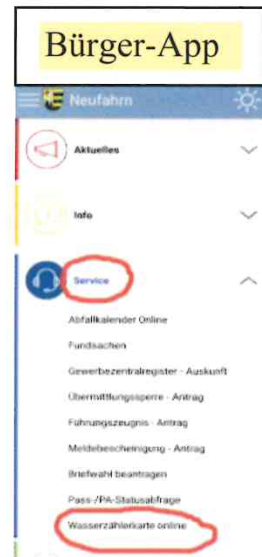 Bürger-App
Neufahrn
Aktuelles
Info
Service
Abfallkalender Online
Fundsachen
Gewerbezentralregister - Auskunft
Übermittlungssperre - Antrag
Führungszeugnis - Antrag
Meldebescheinigung - Antrag
Briefwahl beantragen
Pass-/PA-Statusabfrage
Wasserzählerkarte online